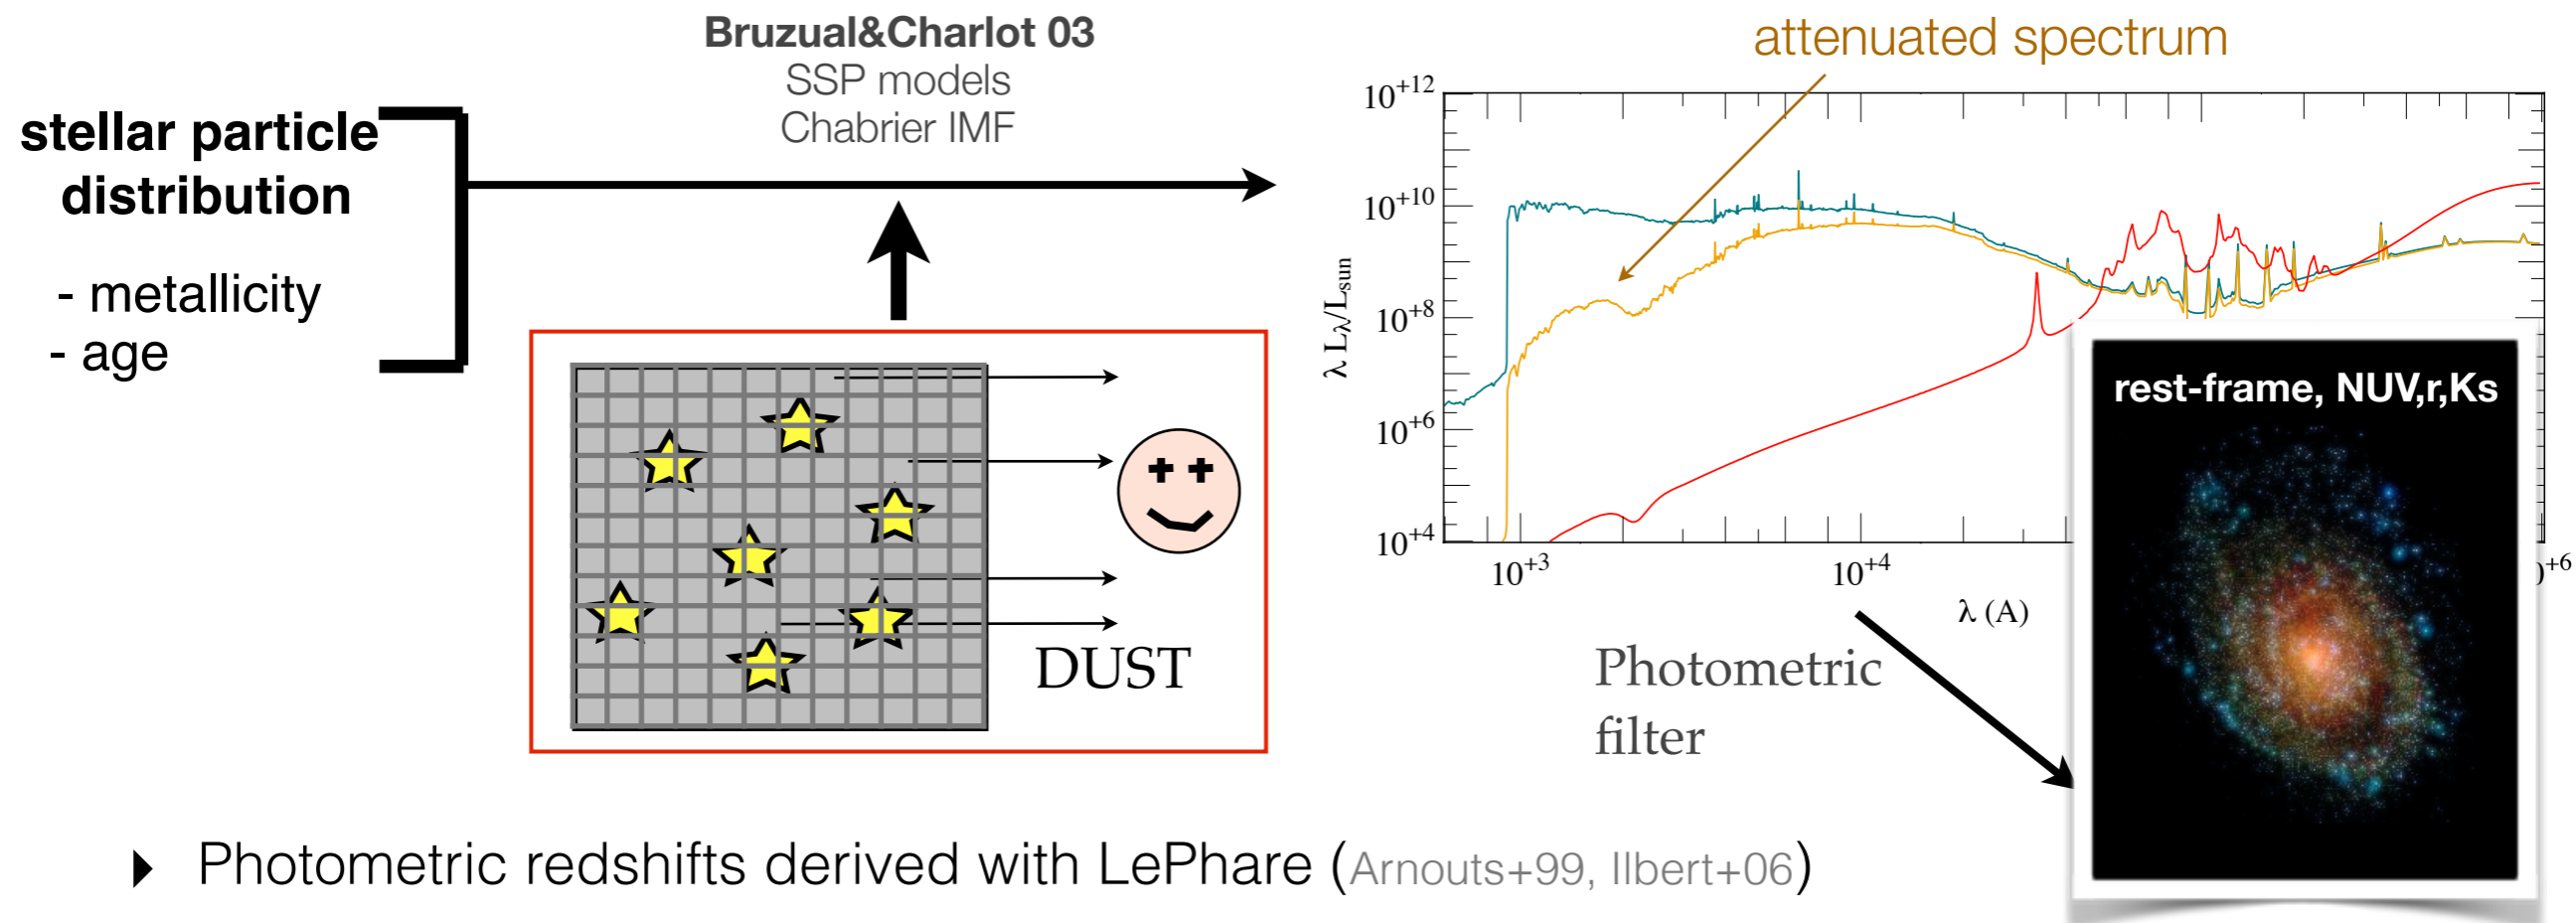 Bruzual&Charlot 03
SSP models
Chabrier IMF
stellar particle
distribution
- metallicity
- age
DUST
attenuated spectrum
10+12
10+10
10+8
10+6
10+4
λ Lλ/Lsun
10+3
10+4
)+6
λ (A)
rest-frame, NUV,r,Ks
Photometric
filter
▸ Photometric redshifts derived with LePhare (Arnouts+99, Ilbert+06)